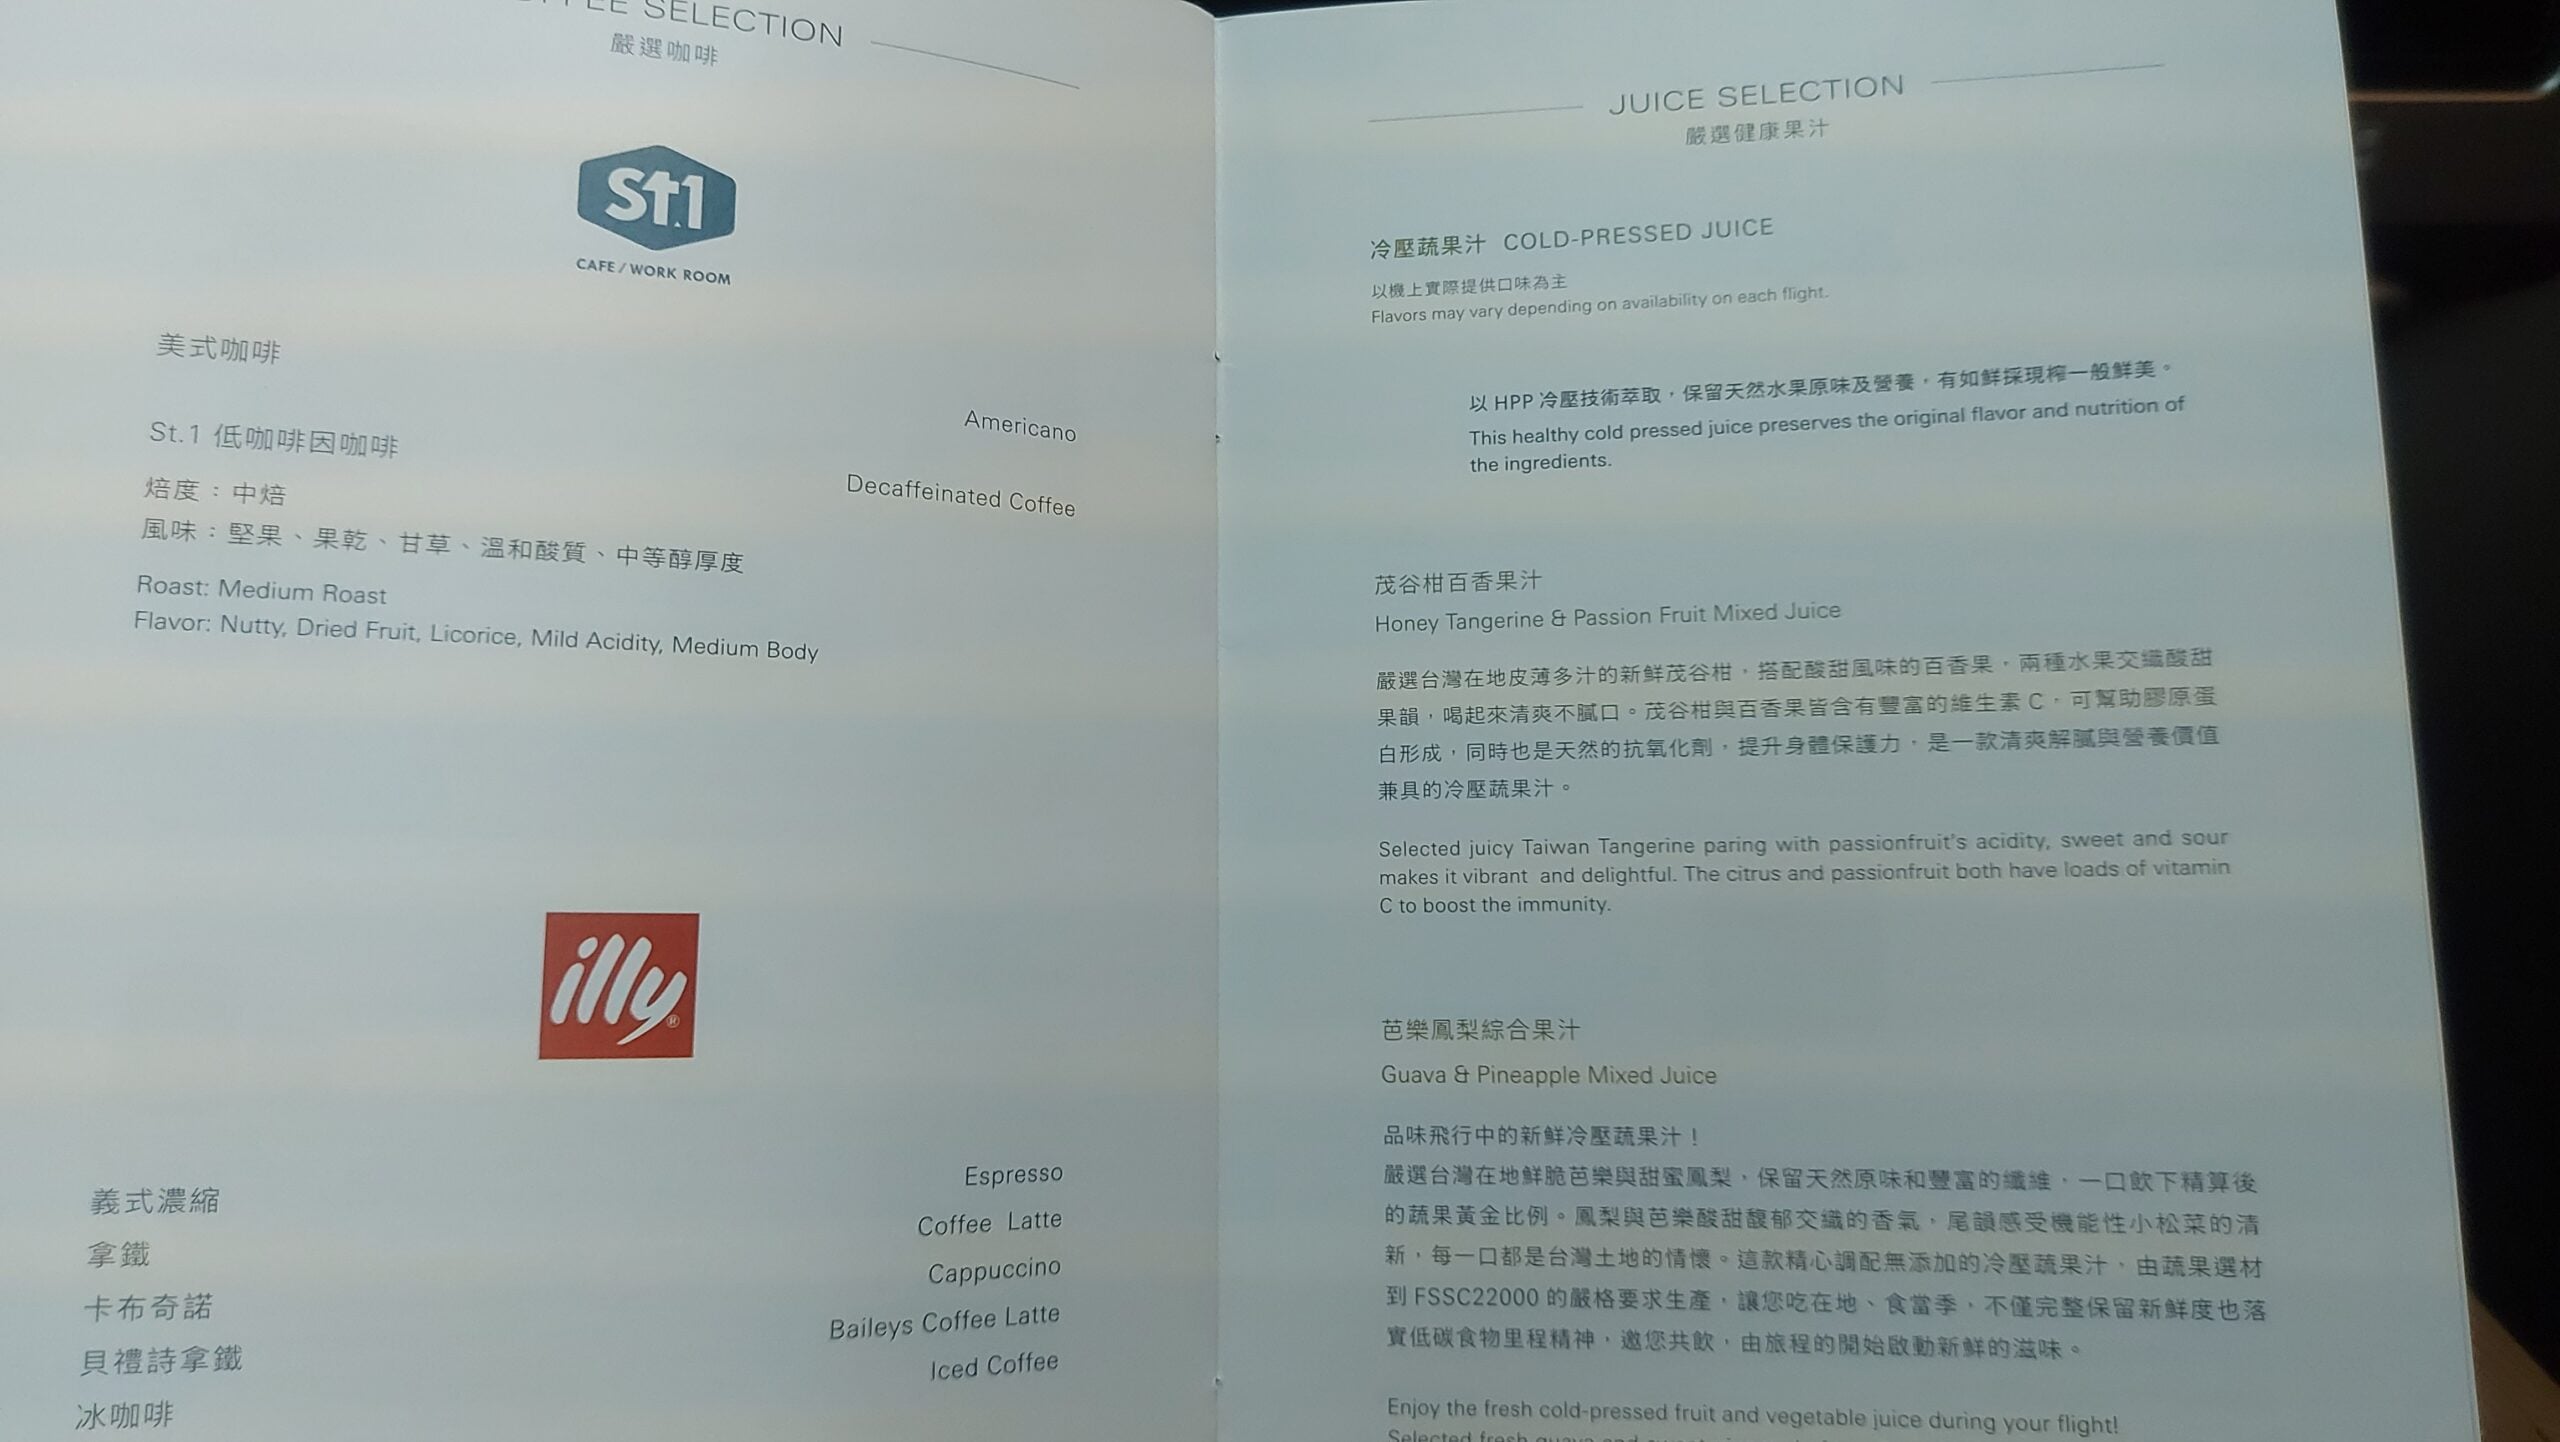 SELECTION
嚴選咖啡
St.1
CAFE / WORK ROOM
美式咖啡
Americano
St.1 低咖啡因咖啡
Decaffeinated Coffee
焙度：中焙
風味：堅果、果乾、甘草、溫和酸質、中等醇厚度
Roast: Medium Roast
Flavor: Nutty, Dried Fruit, Licorice, Mild Acidity, Medium Body
illy®
義式濃縮
Espresso
拿鐵
Coffee Latte
卡布奇諾
Cappuccino
貝禮詩拿鐵
Baileys Coffee Latte
冰咖啡
Iced Coffee
JUICE SELECTION
嚴選健康果汁
冷壓蔬果汁 COLD-PRESSED JUICE
以機上實際提供口味為主
Flavors may vary depending on availability on each flight.
以 HPP 冷壓技術萃取，保留天然水果原味及營養，有如鮮採現榨一般鮮美。
This healthy cold pressed juice preserves the original flavor and nutrition of
the ingredients.
茂谷柑百香果汁
Honey Tangerine & Passion Fruit Mixed Juice
嚴選台灣在地皮薄多汁的新鮮茂谷柑，搭配酸甜風味的百香果，兩種水果交織酸甜
果韻，喝起來清爽不膩口。茂谷柑與百香果皆含有豐富的維生素 C，可幫助膠原蛋
白形成，同時也是天然的抗氧化劑，提升身體保護力，是一款清爽解膩與營養價值
兼具的冷壓蔬果汁。
Selected juicy Taiwan Tangerine paring with passionfruit's acidity, sweet and sour
makes it vibrant and delightful. The citrus and passionfruit both have loads of vitamin
C to boost the immunity.
芭樂鳳梨綜合果汁
Guava & Pineapple Mixed Juice
品味飛行中的新鮮冷壓蔬果汁！
嚴選台灣在地鮮脆芭樂與甜蜜鳳梨，保留天然原味和豐富的纖維，一口飲下精算後
的蔬果黃金比例。鳳梨與芭樂酸甜馥郁交織的香氣，尾韻感受機能性小松菜的清
新，每一口都是台灣土地的情懷。這款精心調配無添加的冷壓蔬果汁，由蔬果選材
到 FSSC22000 的嚴格要求生產，讓您吃在地、食當季，不僅完整保留新鮮度也落
實低碳食物里程精神，邀您共飲，由旅程的開始啟動新鮮的滋味。
Enjoy the fresh cold-pressed fruit and vegetable juice during your flight!
Selected fresh guava and